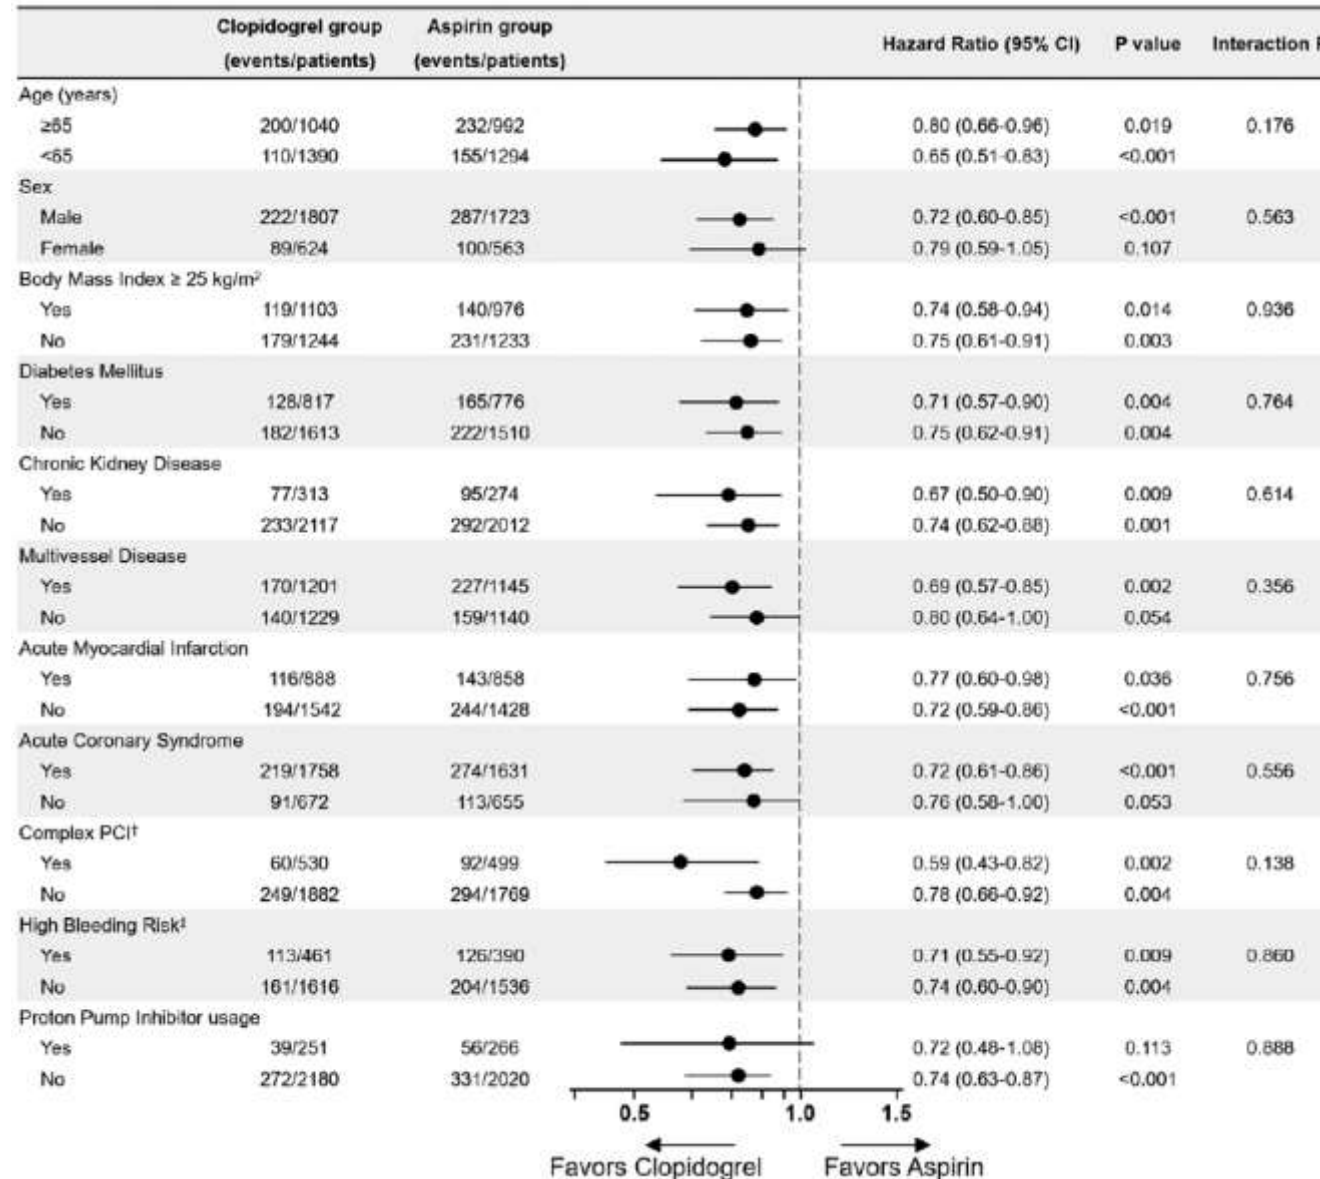 Clopidogrel group Aspirin group
(events/patients) (events/patients) Hazard Ratio (95% CI) P value Interaction P
Age (years)
≥65 200/1040 232/992 0.80 (0.66-0.96) 0.019 0.176
<65 110/1390 155/1294 0.65 (0.51-0.83) <0.001
Sex
Male 222/1807 287/1723 0.72 (0.60-0.85) <0.001 0.563
Female 89/624 100/563 0.79 (0.59-1.05) 0.107
Body Mass Index ≥ 25 kg/m²
Yes 119/1103 140/976 0.74 (0.58-0.94) 0.014 0.936
No 179/1244 231/1233 0.75 (0.61-0.91) 0.003
Diabetes Mellitus
Yes 128/817 165/776 0.71 (0.57-0.90) 0.004 0.764
No 182/1613 222/1510 0.75 (0.62-0.91) 0.004
Chronic Kidney Disease
Yes 77/313 95/274 0.67 (0.50-0.90) 0.009 0.614
No 233/2117 292/2012 0.74 (0.62-0.88) 0.001
Multivessel Disease
Yes 170/1201 227/1145 0.69 (0.57-0.85) 0.002 0.356
No 140/1229 159/1140 0.80 (0.64-1.00) 0.054
Acute Myocardial Infarction
Yes 116/888 143/858 0.77 (0.60-0.98) 0.036 0.756
No 194/1542 244/1428 0.72 (0.59-0.86) <0.001
Acute Coronary Syndrome
Yes 219/1758 274/1631 0.72 (0.61-0.86) <0.001 0.556
No 91/672 113/655 0.76 (0.58-1.00) 0.053
Complex PCI†
Yes 60/530 92/499 0.59 (0.43-0.82) 0.002 0.138
No 249/1882 294/1769 0.78 (0.66-0.92) 0.004
High Bleeding Risk‡
Yes 113/461 126/390 0.71 (0.55-0.92) 0.009 0.860
No 161/1616 204/1536 0.74 (0.60-0.90) 0.004
Proton Pump Inhibitor usage
Yes 39/251 56/266 0.72 (0.48-1.08) 0.113 0.888
No 272/2180 331/2020 0.74 (0.63-0.87) <0.001
0.5 1.0 1.5
Favors Clopidogrel Favors Aspirin